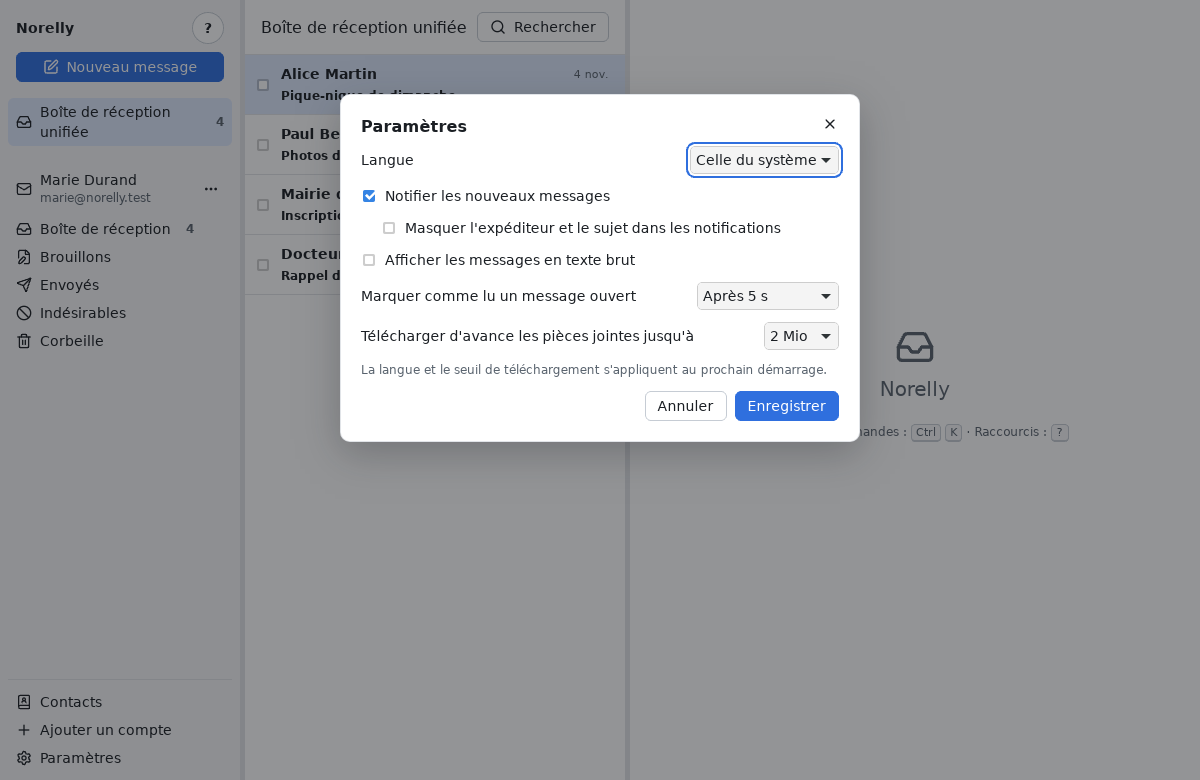 Norelly
?
Nouveau message
Boîte de réception
unifiée
4
Marie Durand
marie@norelly.test
Boîte de réception 4
Brouillons
Envoyés
Indésirables
Corbeille
Contacts
Ajouter un compte
Paramètres
Boîte de réception unifiée
Rechercher
Alice Martin
4 nov.
Pique-nique de dimanche
Paul
Photos
Mairie
Rappel
Paramètres
Langue
Celle du système
Notifier les nouveaux messages
Masquer l'expéditeur et le sujet dans les notifications
Afficher les messages en texte brut
Marquer comme lu un message ouvert
Après 5 s
Télécharger d'avance les pièces jointes jusqu'à
2 Mio
La langue et le seuil de téléchargement s'appliquent au prochain démarrage.
Annuler
Enregistrer
Norelly
: Ctrl K · Raccourcis : ?